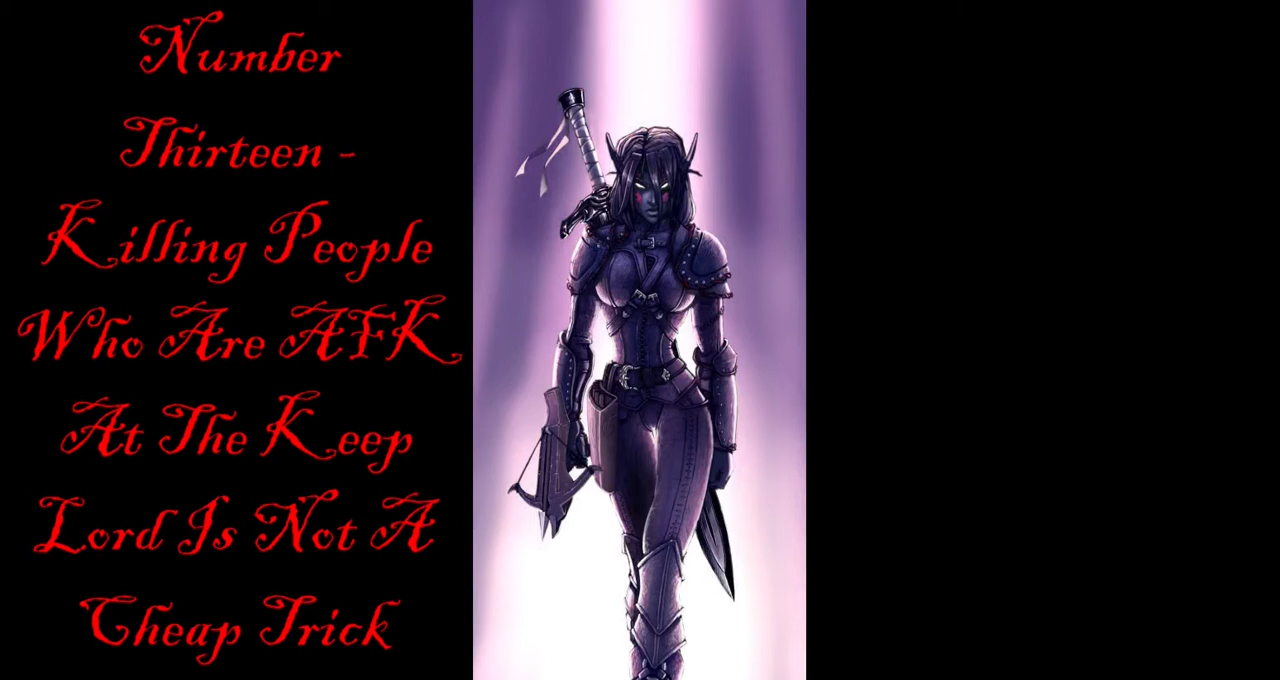 Number
Thirteen -
Killing People
Who Are AFK
At The Keep
Lord Is Not A
Cheap Trick